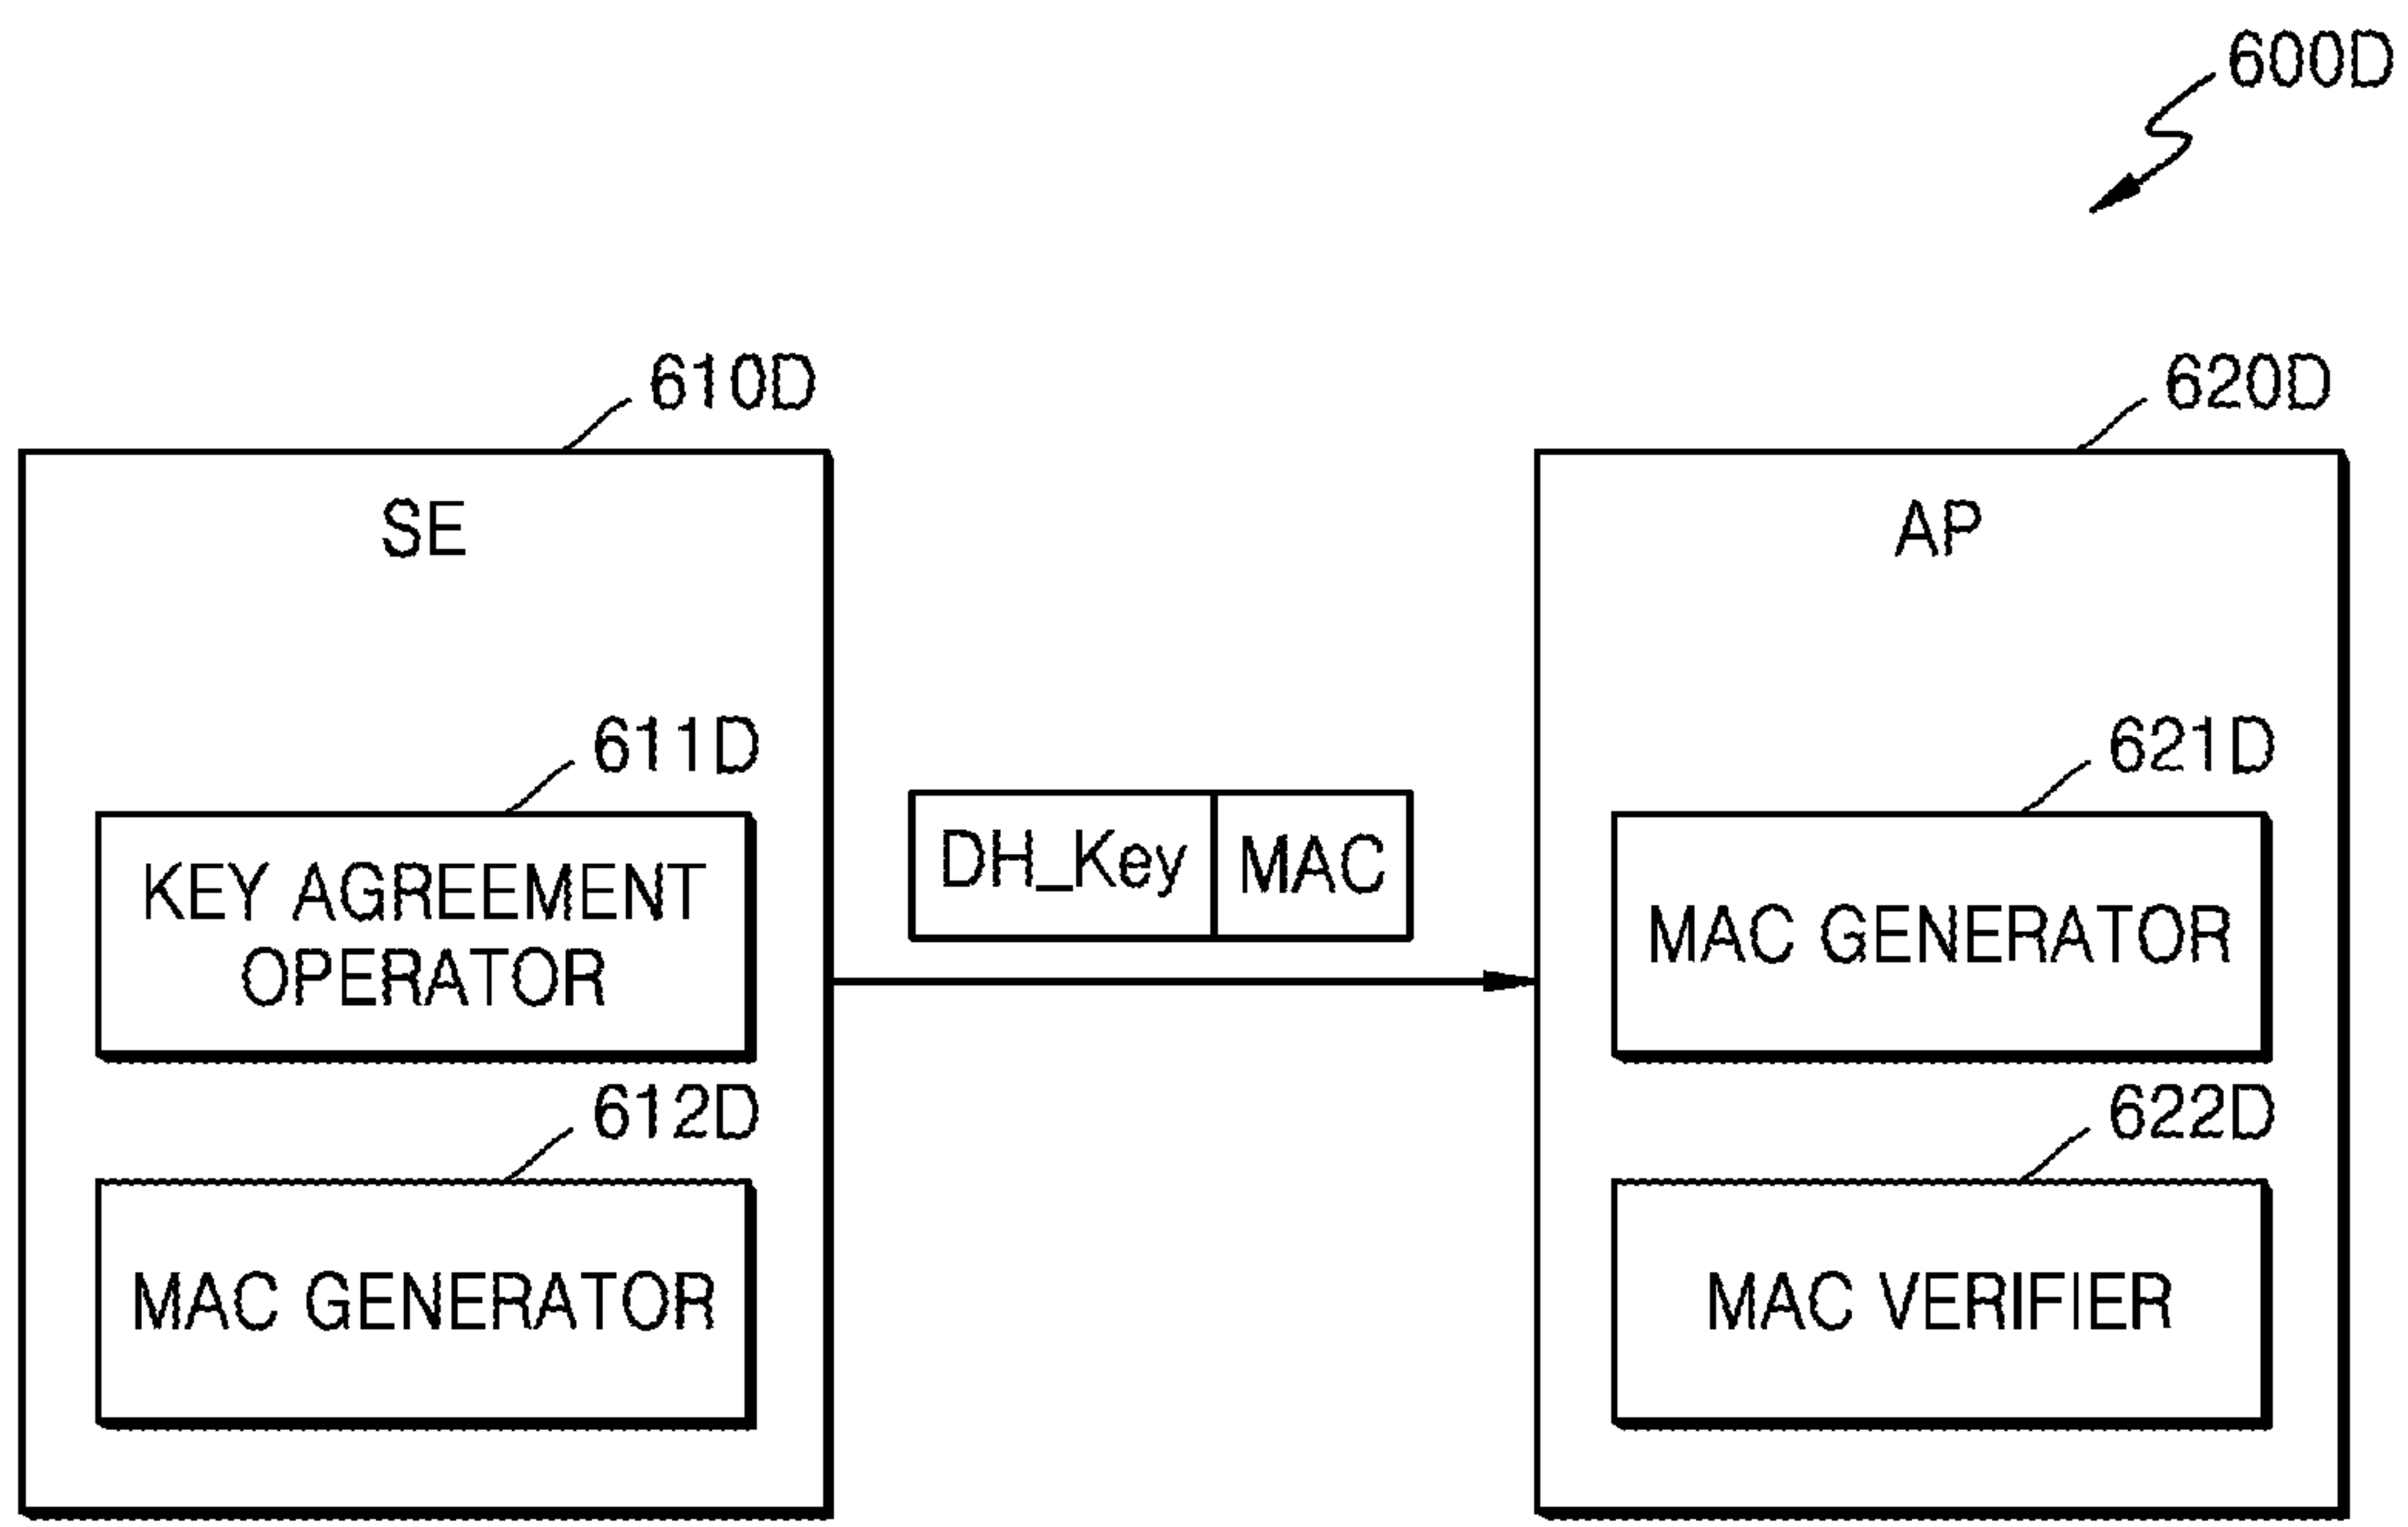 600D
610D
620D
SE
AP
611D
621D
KEY AGREEMENT
OPERATOR
DH_Key MAC
MAC GENERATOR
612D
622D
MAC GENERATOR
MAC VERIFIER